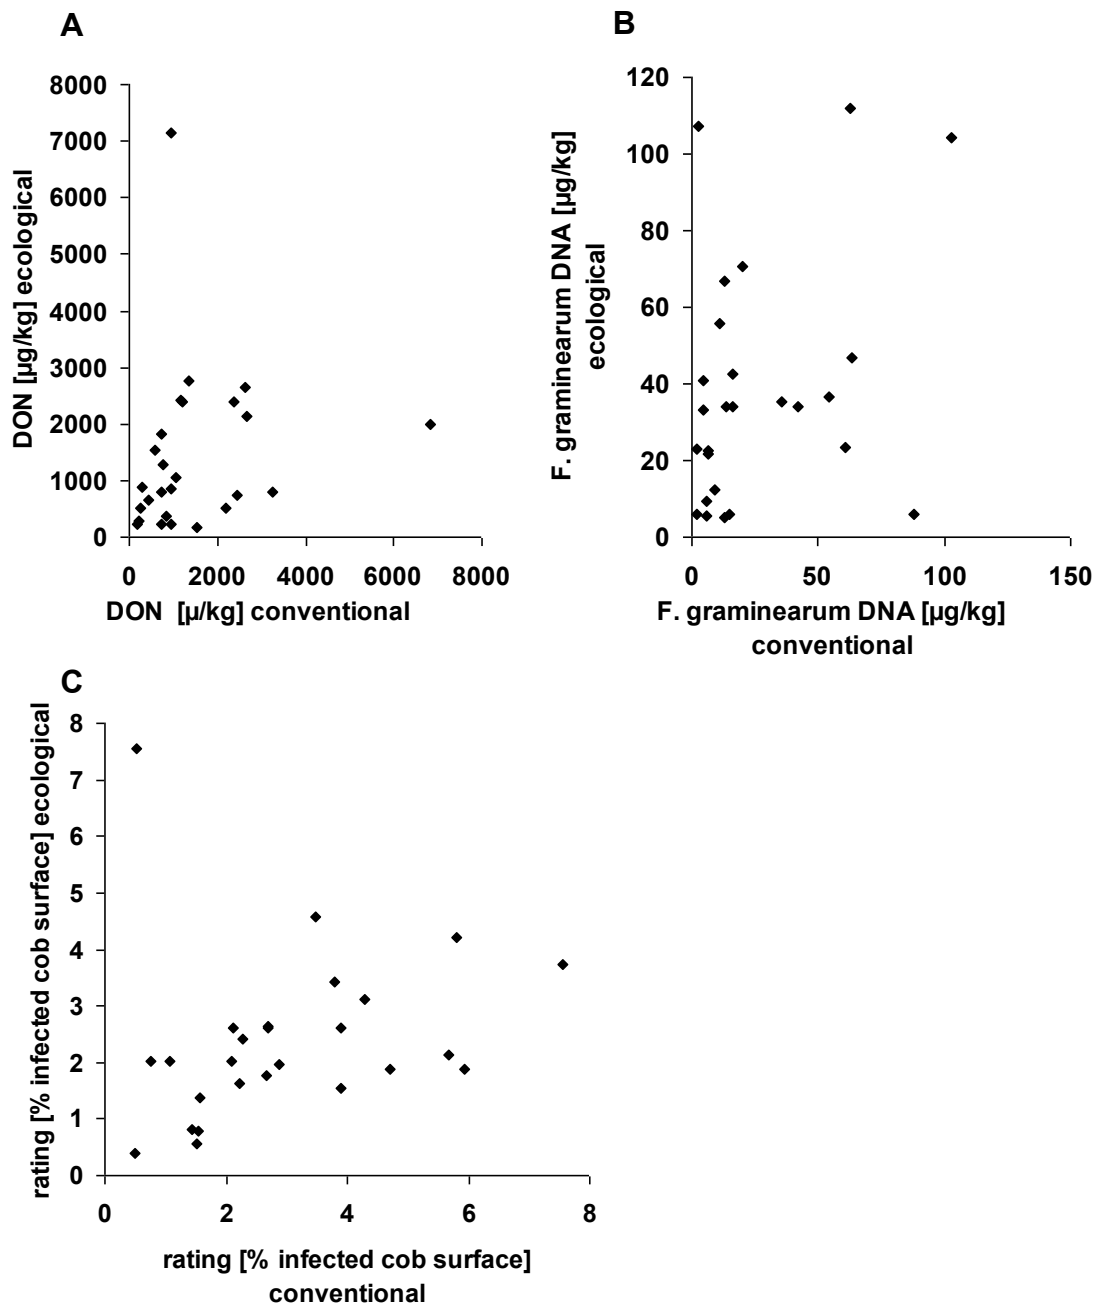 A
8000
7000
6000
5000
4000
3000
2000
1000
0
DON [µg/kg] ecological
0 2000 4000 6000 8000
DON [µ/kg] conventional
B
120
100
80
60
40
20
0
F. graminearum DNA [µg/kg]
ecological
0 50 100 150
F. graminearum DNA [µg/kg]
conventional
C
8
7
6
5
4
3
2
1
0
rating [% infected cob surface] ecological
0 2 4 6 8
rating [% infected cob surface]
conventional